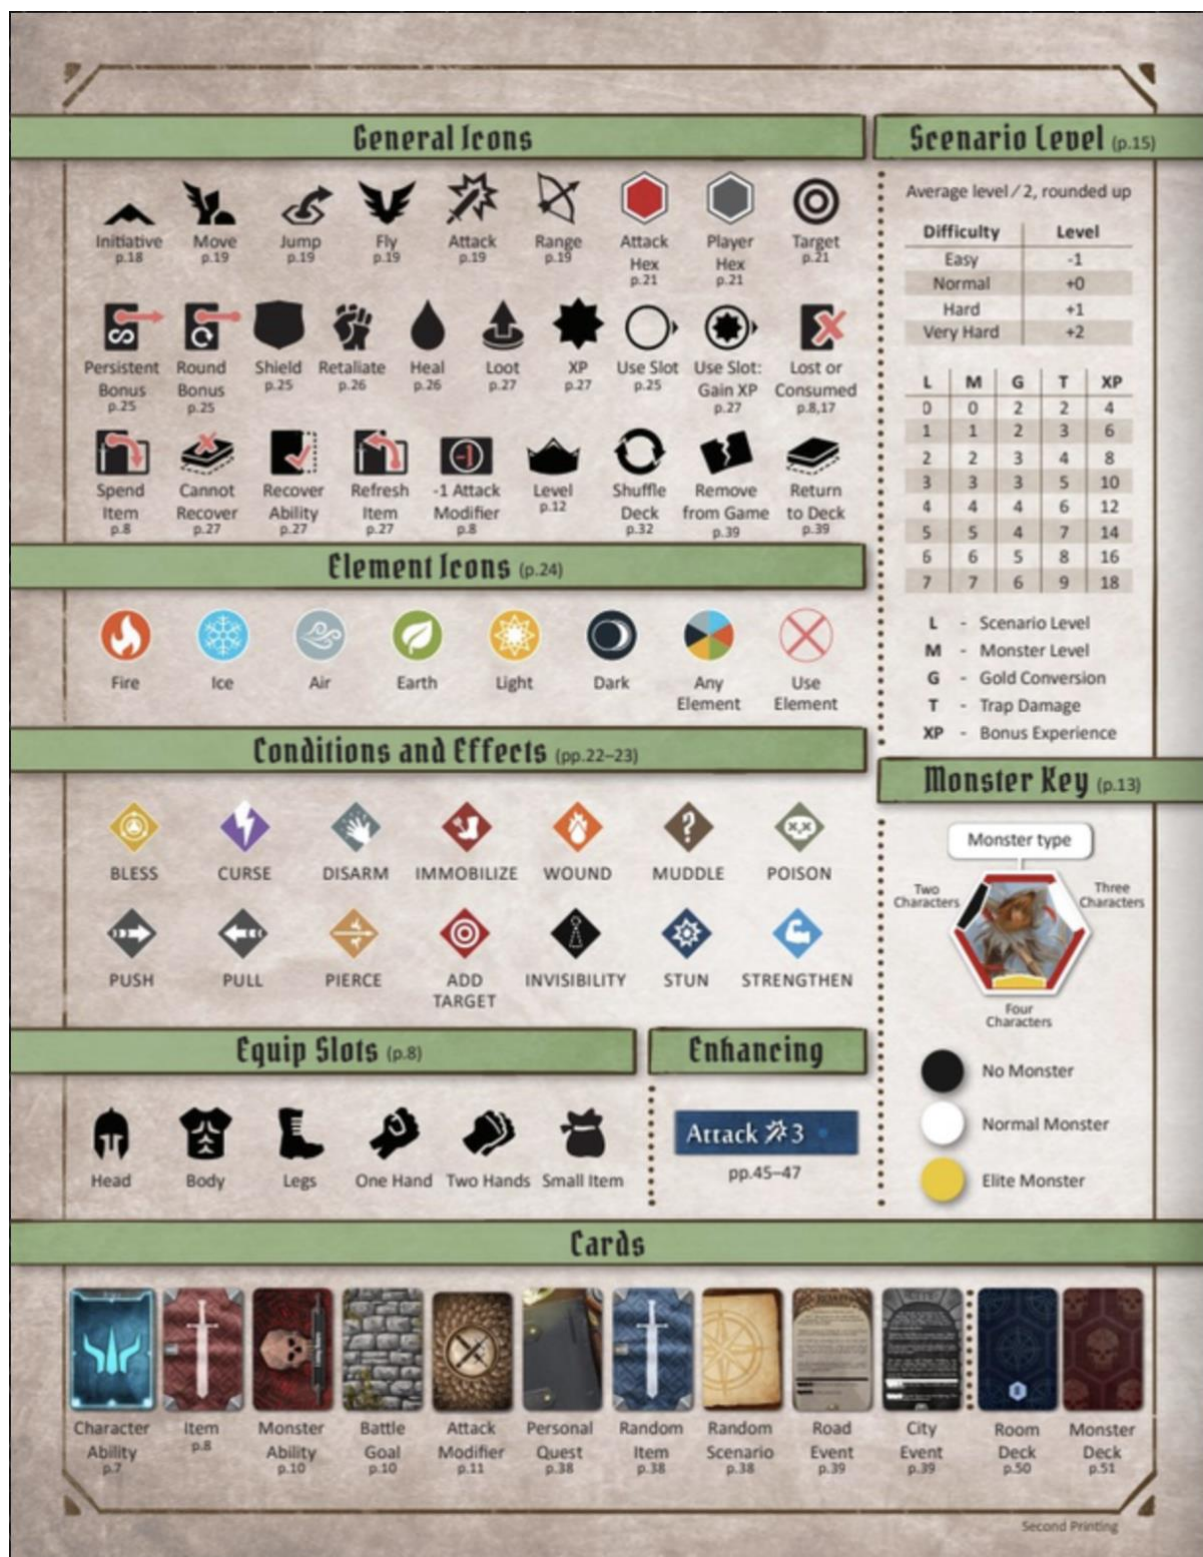 General Icons
Initiative
p.18
Move
p.19
Jump
p.19
Fly
p.19
Attack
p.19
Range
p.19
Attack
Hex
p.21
Player
Hex
p.21
Target
p.21
Persistent
Bonus
p.25
Round
Bonus
p.25
Shield
p.25
Retaliate
p.26
Heal
p.26
Loot
p.27
XP
p.27
Use Slot
p.25
Use Slot:
Gain XP
p.27
Lost or
Consumed
p.8,17
-1
Spend
Item
p.8
Cannot
Recover
p.27
Recover
Ability
p.27
Refresh
Item
p.27
-1 Attack
Modifier
p.8
Level
p.12
Shuffle
Deck
p.32
Remove
from Game
p.39
Return
to Deck
p.39
Element Icons (p.24)
Fire
Ice
Air
Earth
Light
Dark
Any
Element
Use
Element
Conditions and Effects (pp.22–23)
BLESS
CURSE
DISARM
IMMOBILIZE
WOUND
?
MUDDLE
POISON
PUSH
PULL
PIERCE
ADD
TARGET
INVISIBILITY
STUN
STRENGTHEN
Equip Slots (p.8)
Head
Body
Legs
One Hand
Two Hands
Small Item
Enhancing
Attack 3
pp.45–47
Scenario Level (p.15)
Average level / 2, rounded up
Difficulty Level
Easy -1
Normal +0
Hard +1
Very Hard +2
L M G T XP
0 0 2 2 4
1 1 2 3 6
2 2 3 4 8
3 3 3 5 10
4 4 4 6 12
5 5 4 7 14
6 6 5 8 16
7 7 6 9 18
L - Scenario Level
M - Monster Level
G - Gold Conversion
T - Trap Damage
XP - Bonus Experience
Monster Key (p.13)
Monster type
Two
Characters
Three
Characters
Four
Characters
No Monster
Normal Monster
Elite Monster
Cards
ROAD
CITY
Character
Ability
p.7
Item
p.8
Monster
Ability
p.10
Battle
Goal
p.10
Attack
Modifier
p.11
Personal
Quest
p.38
Random
Item
p.38
Random
Scenario
p.38
Road
Event
p.39
City
Event
p.39
Room
Deck
p.50
Monster
Deck
p.51
Second Printing